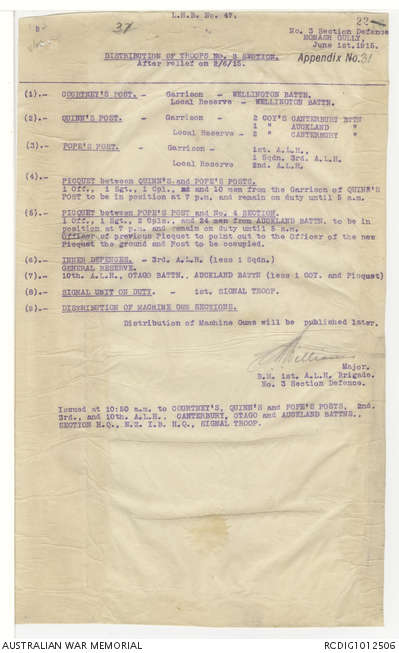 L.H.B. No. 47.
37
22
No. 3 Section Defence
MONASH GULLY,
June 1st.1915.
Appendix No. 31
DISTRIBUTION OF TROOPS NO. 3 SECTION.
After relief on 2/6/15.
(1).- COURTNEY'S POST. - Garrison - WELLINGTON BATTN.
Local Reserve - WELLINGTON BATTN.
(2).- QUINN'S POST. - Garrison - 2 COY'S CANTERBURY BTTN
1 " AUCKLAND "
Local Reserve - 2 " CANTERBURY "
(3).- POPE'S POST. - Garrison - 1st. A.L.H.
1 Sqdn. 3rd. A.L.H
Local Reserve 2nd. A.L.H.
(4).- PICQUET between QUINN'S and POPE'S POSTS.
1 Off., 1 Sgt., 1 Cpl., and 10 men from the Garrison of QUINN'S
POST to be in position at 7 p.m. and remain on duty until 5 a.m.
(5).- PICQUET between POPE'S POST and No. 4 SECTION.
1 Off., 1 Sgt., 2 Cpls., and 24 men from AUCKLAND BATTN. to be in
position at 7 p.m. and remain on duty until 5 a.m.
Officer of previous Picquet to point out to the Officer of the new
Picquet the ground and Post to be occupied.
(6).- INNER DEFENCES. - 3rd. A.L.H. (less 1 Sqdn.)
GENERAL RESERVE.
(7).- 10th. A.L.H., OTAGO BATTN., AUCKLAND BATTN (less 1 COY. and Picquet)
(8).- SIGNAL UNIT ON DUTY. - 1st. SIGNAL TROOP.
(9).- DISTRIBUTION OF MACHINE GUN SECTIONS.
Distribution of Machine Guns will be published later.
Major.
B.M. 1st. A.L.H. Brigade.
No. 3 Section Defence.
Issued at 10:50 a.m. to COURTNEY'S, QUINN'S and POPE'S POSTS, 2nd.
3rd., and 10th. A.L.H., CANTERBURY, OTAGO and AUCKLAND BATTNS.,
SECTION H.Q., N.Z. I.B. H.Q., SIGNAL TROOP.
AUSTRALIAN WAR MEMORIAL
RCDIG1012506